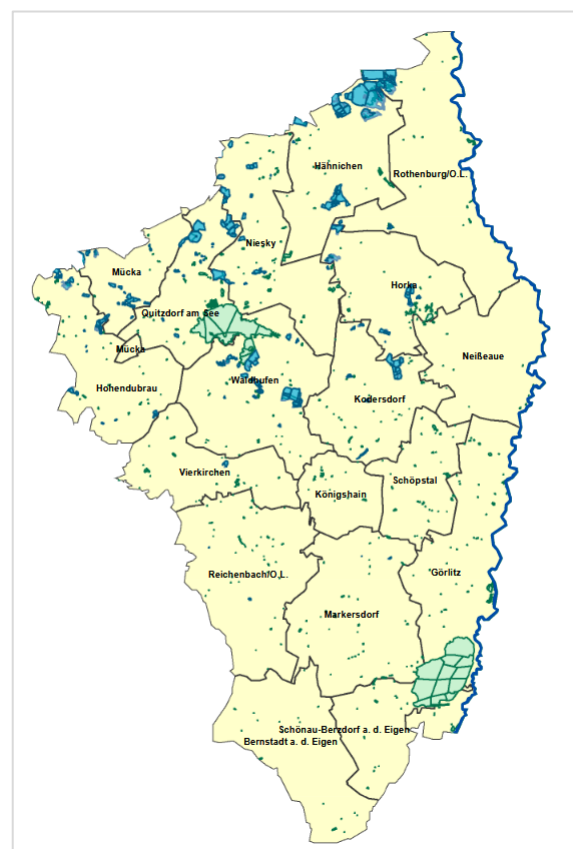 Hähnichen
Rothenburg/O.L.
Niesky
Mücka
Horka
Quitzdorf am See
Mücka
Neißeaue
Waldhufen
Hohendubrau
Kodersdorf
Vierkirchen
Schöpstal
Königshain
Reichenbach/O.L.
Görlitz
Markersdorf
Schönau-Berzdorf a. d. Eigen
Bernstadt a. d. Eigen